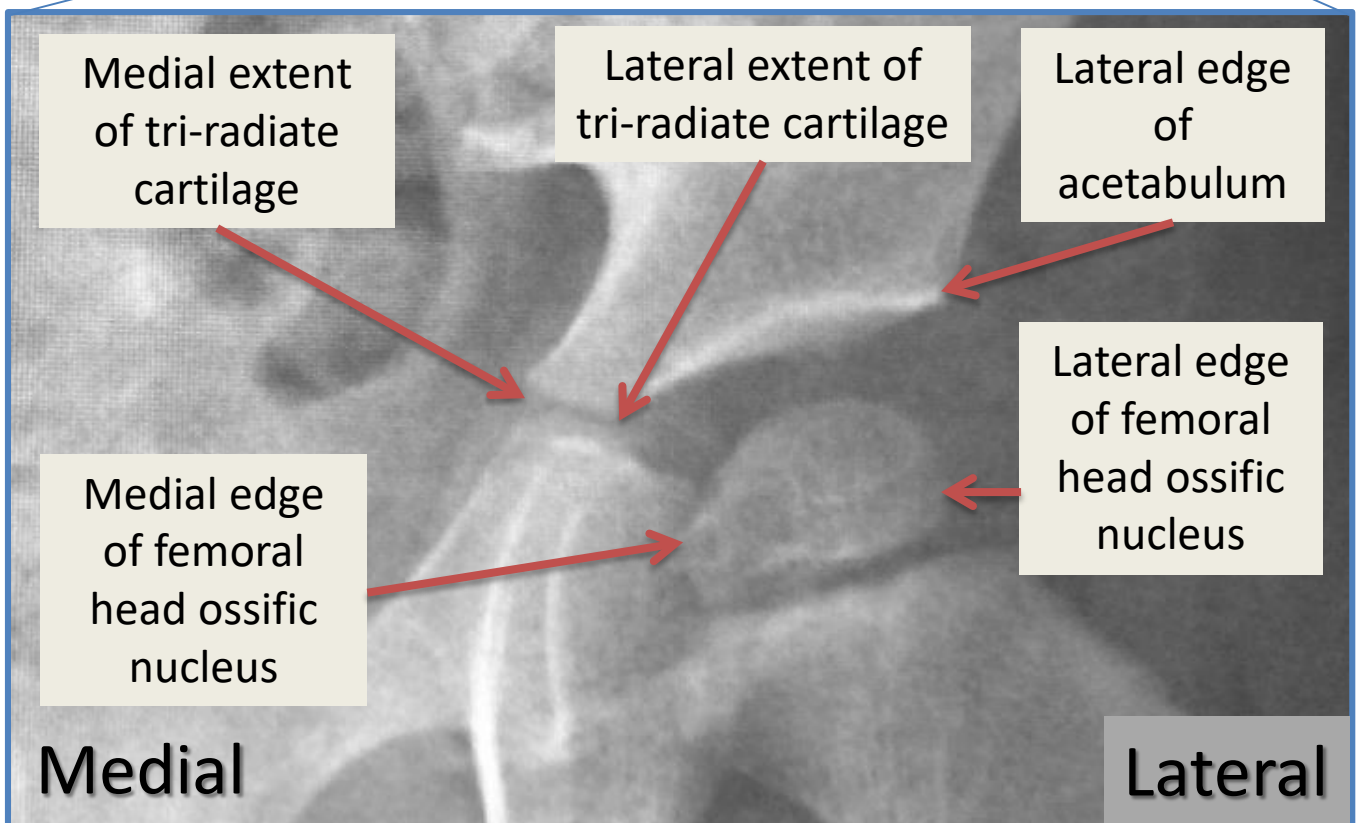 Medial extent
of tri-radiate
cartilage
Lateral extent of
tri-radiate cartilage
Lateral edge
of
acetabulum
Lateral edge
of femoral
head ossific
nucleus
Medial edge
of femoral
head ossific
nucleus
Medial
Lateral